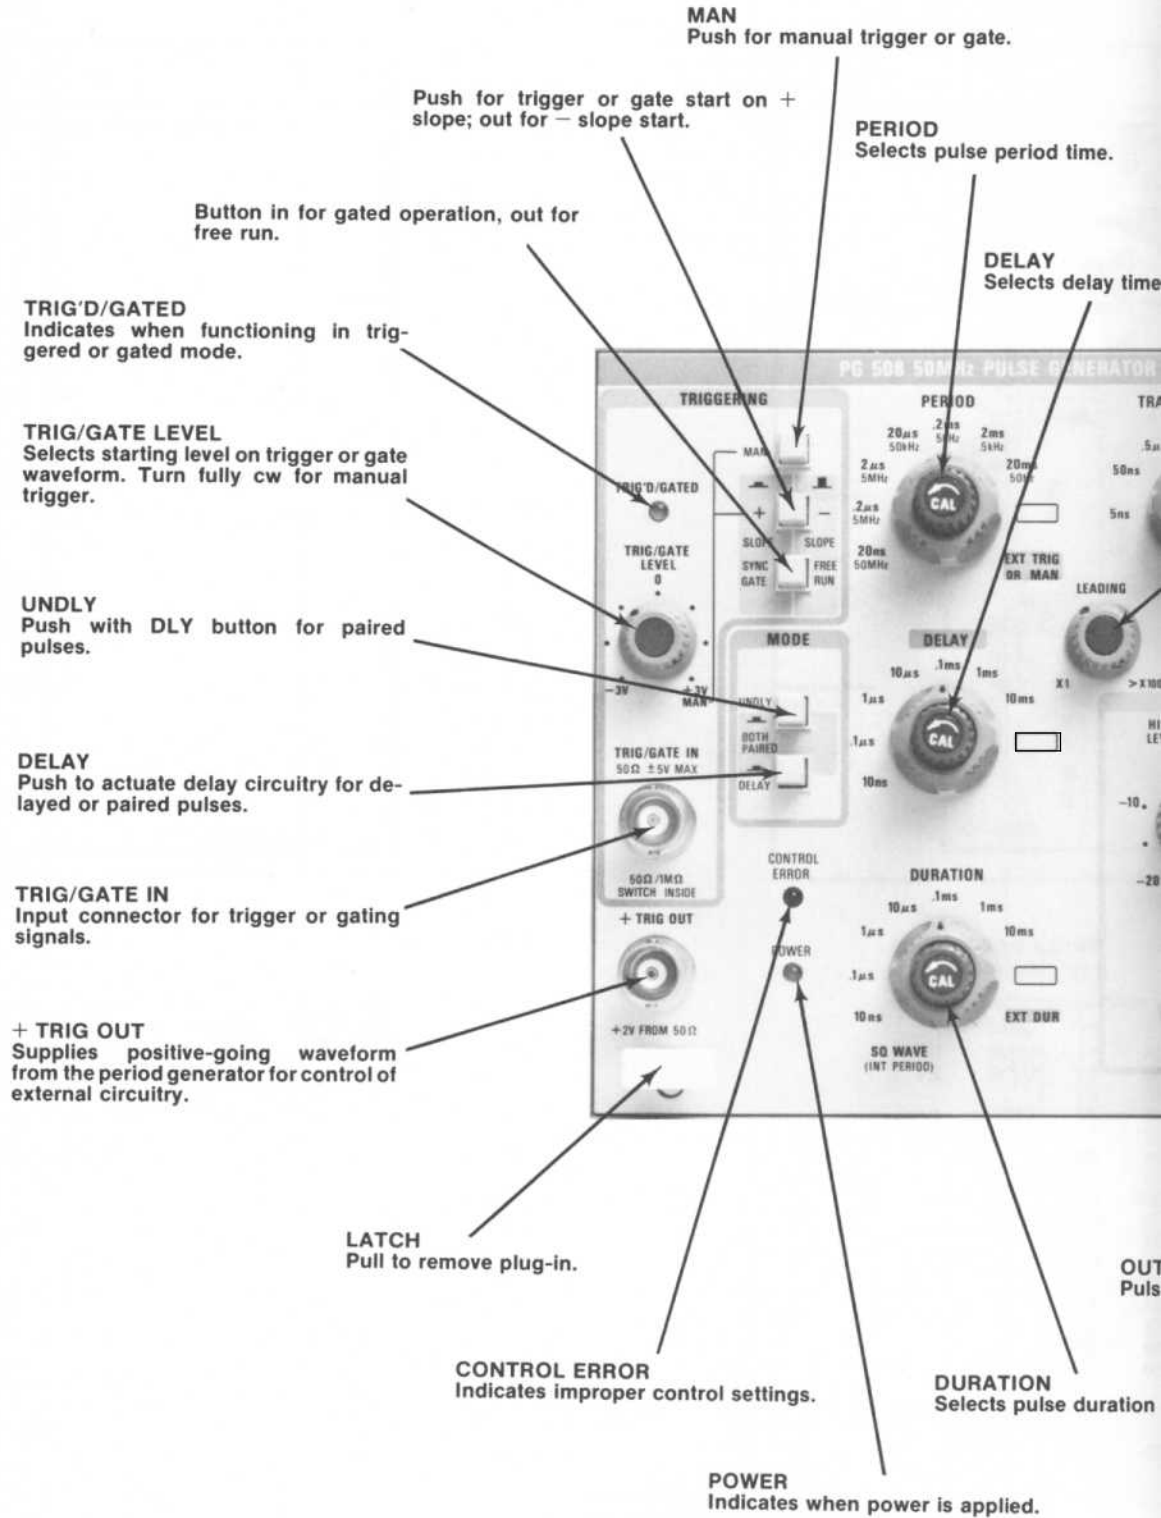 MAN
Push for manual trigger or gate.
Push for trigger or gate start on +
slope; out for — slope start.
PERIOD
Selects pulse period time.
Button in for gated operation, out for
free run.
DELAY
Selects delay time
TRIG'D/GATED
Indicates when functioning in trig-
gered or gated mode.
TRIG/GATE LEVEL
Selects starting level on trigger or gate
waveform. Turn fully cw for manual
trigger.
UNDLY
Push with DLY button for paired
pulses.
DELAY
Push to actuate delay circuitry for de-
layed or paired pulses.
TRIG/GATE IN
Input connector for trigger or gating
signals.
+ TRIG OUT
Supplies positive-going waveform
from the period generator for control of
external circuitry.
PG 508 50MHz PULSE GENERATOR
TRIGGERING
MAN
TRIG'D/GATED
+ −
SLOPE SLOPE
SYNC GATE
FREE RUN
TRIG/GATE
LEVEL
0
−3V
+3V
MAN
TRIG/GATE IN
50Ω ±5V MAX
50Ω/1MΩ
SWITCH INSIDE
+ TRIG OUT
+2V FROM 50Ω
MODE
UNDLY
BOTH
PAIRED
DELAY
CONTROL
ERROR
POWER
PERIOD
20ns
50MHz
.2µs
5MHz
2µs
5MHz
20µs
50kHz
.2ms
5kHz
2ms
5kHz
20ms
CAL
EXT TRIG
OR MAN
DELAY
10ns
.1µs
1µs
10µs
.1ms
1ms
10ms
CAL
DURATION
10ns
.1µs
1µs
10µs
.1ms
1ms
10ms
CAL
EXT DUR
SQ WAVE
(INT PERIOD)
TRA
.5µ
50ns
5ns
LEADING
X1
>X100
HI
LE
−10
−20
LATCH
Pull to remove plug-in.
OUT
Puls
CONTROL ERROR
Indicates improper control settings.
DURATION
Selects pulse duration
POWER
Indicates when power is applied.